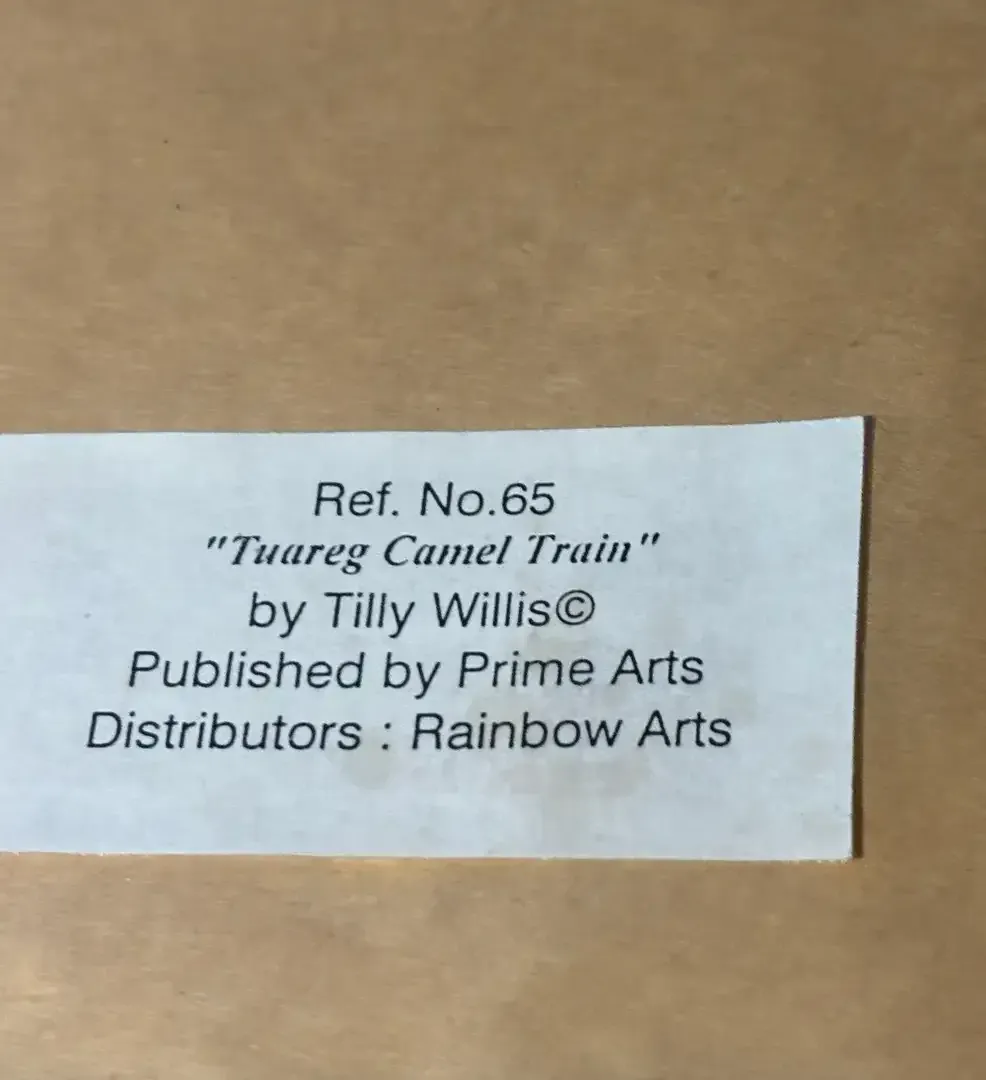 Ref. No.65
"Tuareg Camel Train"
by Tilly Willis©
Published by Prime Arts
Distributors : Rainbow Arts